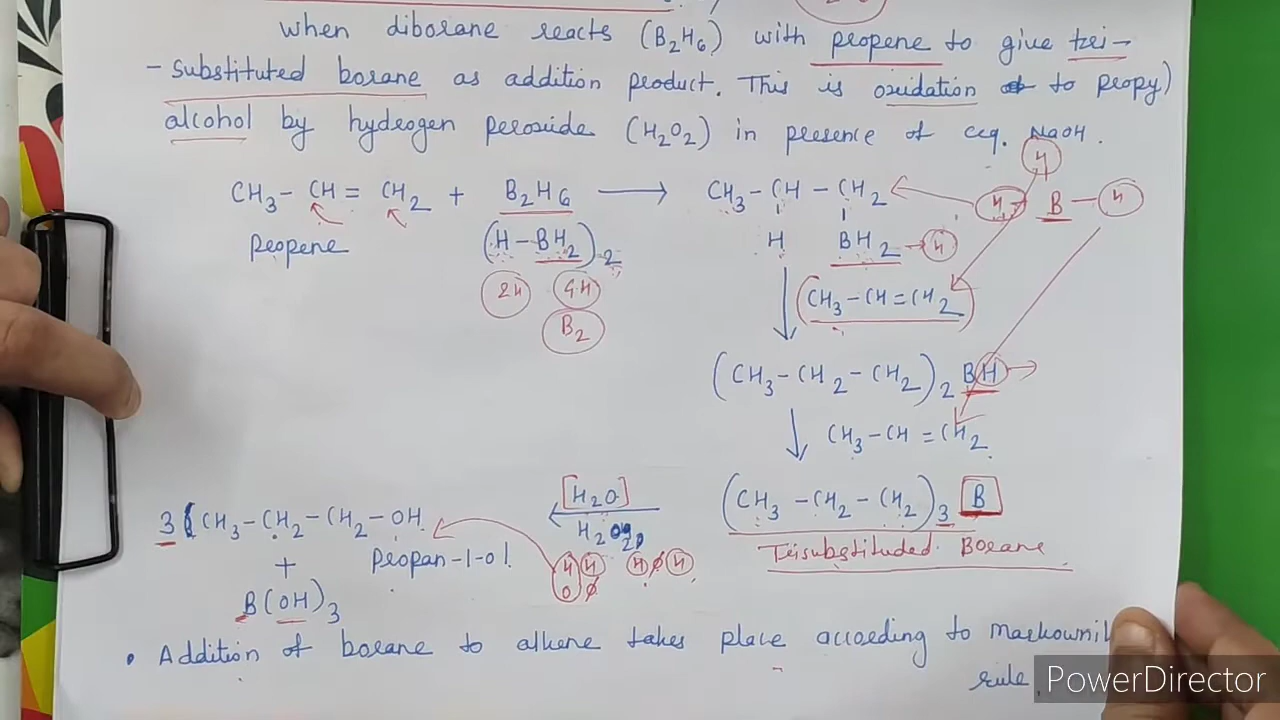 When diborane reacts (B2H6) with propene to give tri-
- substituted borane as addition product. This is oxidation to propyl
alcohol by hydrogen peroxide (H2O2) in presence of aq. NaOH.
CH3 - CH = CH2 + B2H6 → CH3 - CH - CH2
H
H B - H
propene (H - BH2)2 H BH2 → H
2H 4H
B2
(CH3 - CH = CH2)
(CH3 - CH2 - CH2)2 BH →
CH3 - CH = CH2
3 CH3 - CH2 - CH2 - OH [H2O] (CH3 - CH2 - CH2)3 B
H2O2
+ Propan-1-ol H H H O H Trisubstituded Borane
O O
B(OH)3
• Addition of borane to alkene takes place according to
rule.
PowerDirector